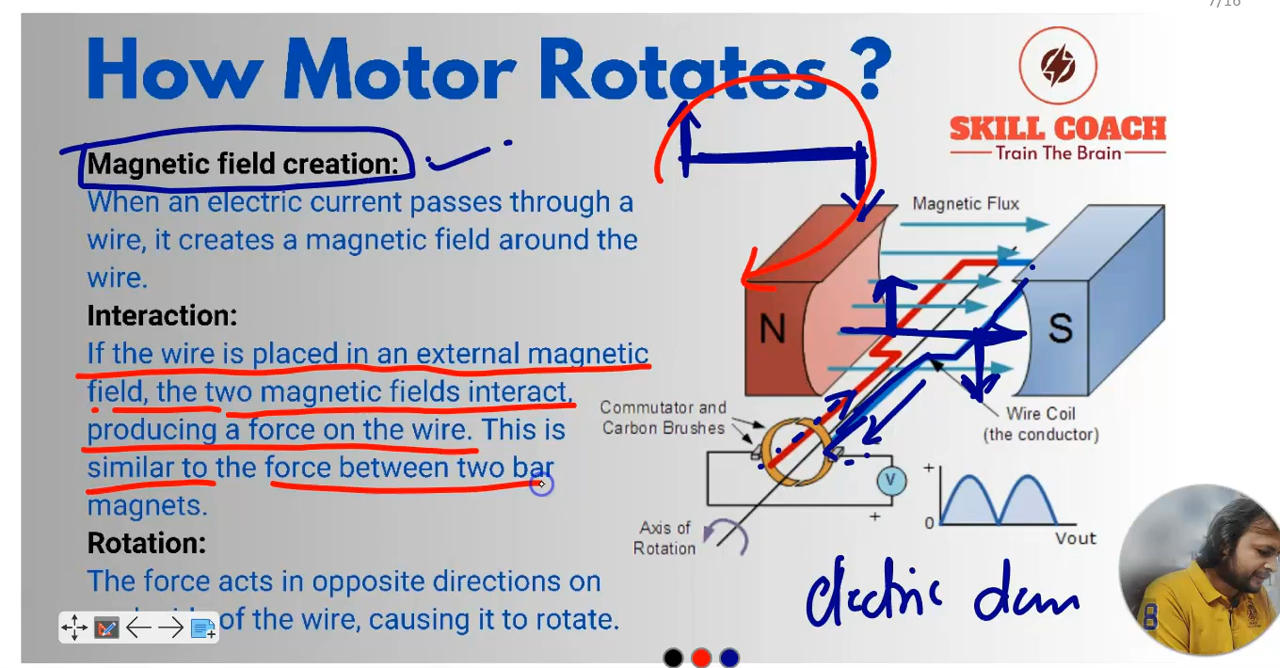 7/16
How Motor Rotates ?
SKILL COACH
Train The Brain
Magnetic field creation:
When an electric current passes through a
wire, it creates a magnetic field around the
wire.
Interaction:
If the wire is placed in an external magnetic
field, the two magnetic fields interact,
producing a force on the wire. This is
similar to the force between two bar
magnets.
Rotation:
The force acts in opposite directions on
of the wire, causing it to rotate.
Magnetic Flux
N
S
Commutator and
Carbon Brushes
Wire Coil
(the conductor)
V
+
+
0
Vout
Axis of
Rotation
electric